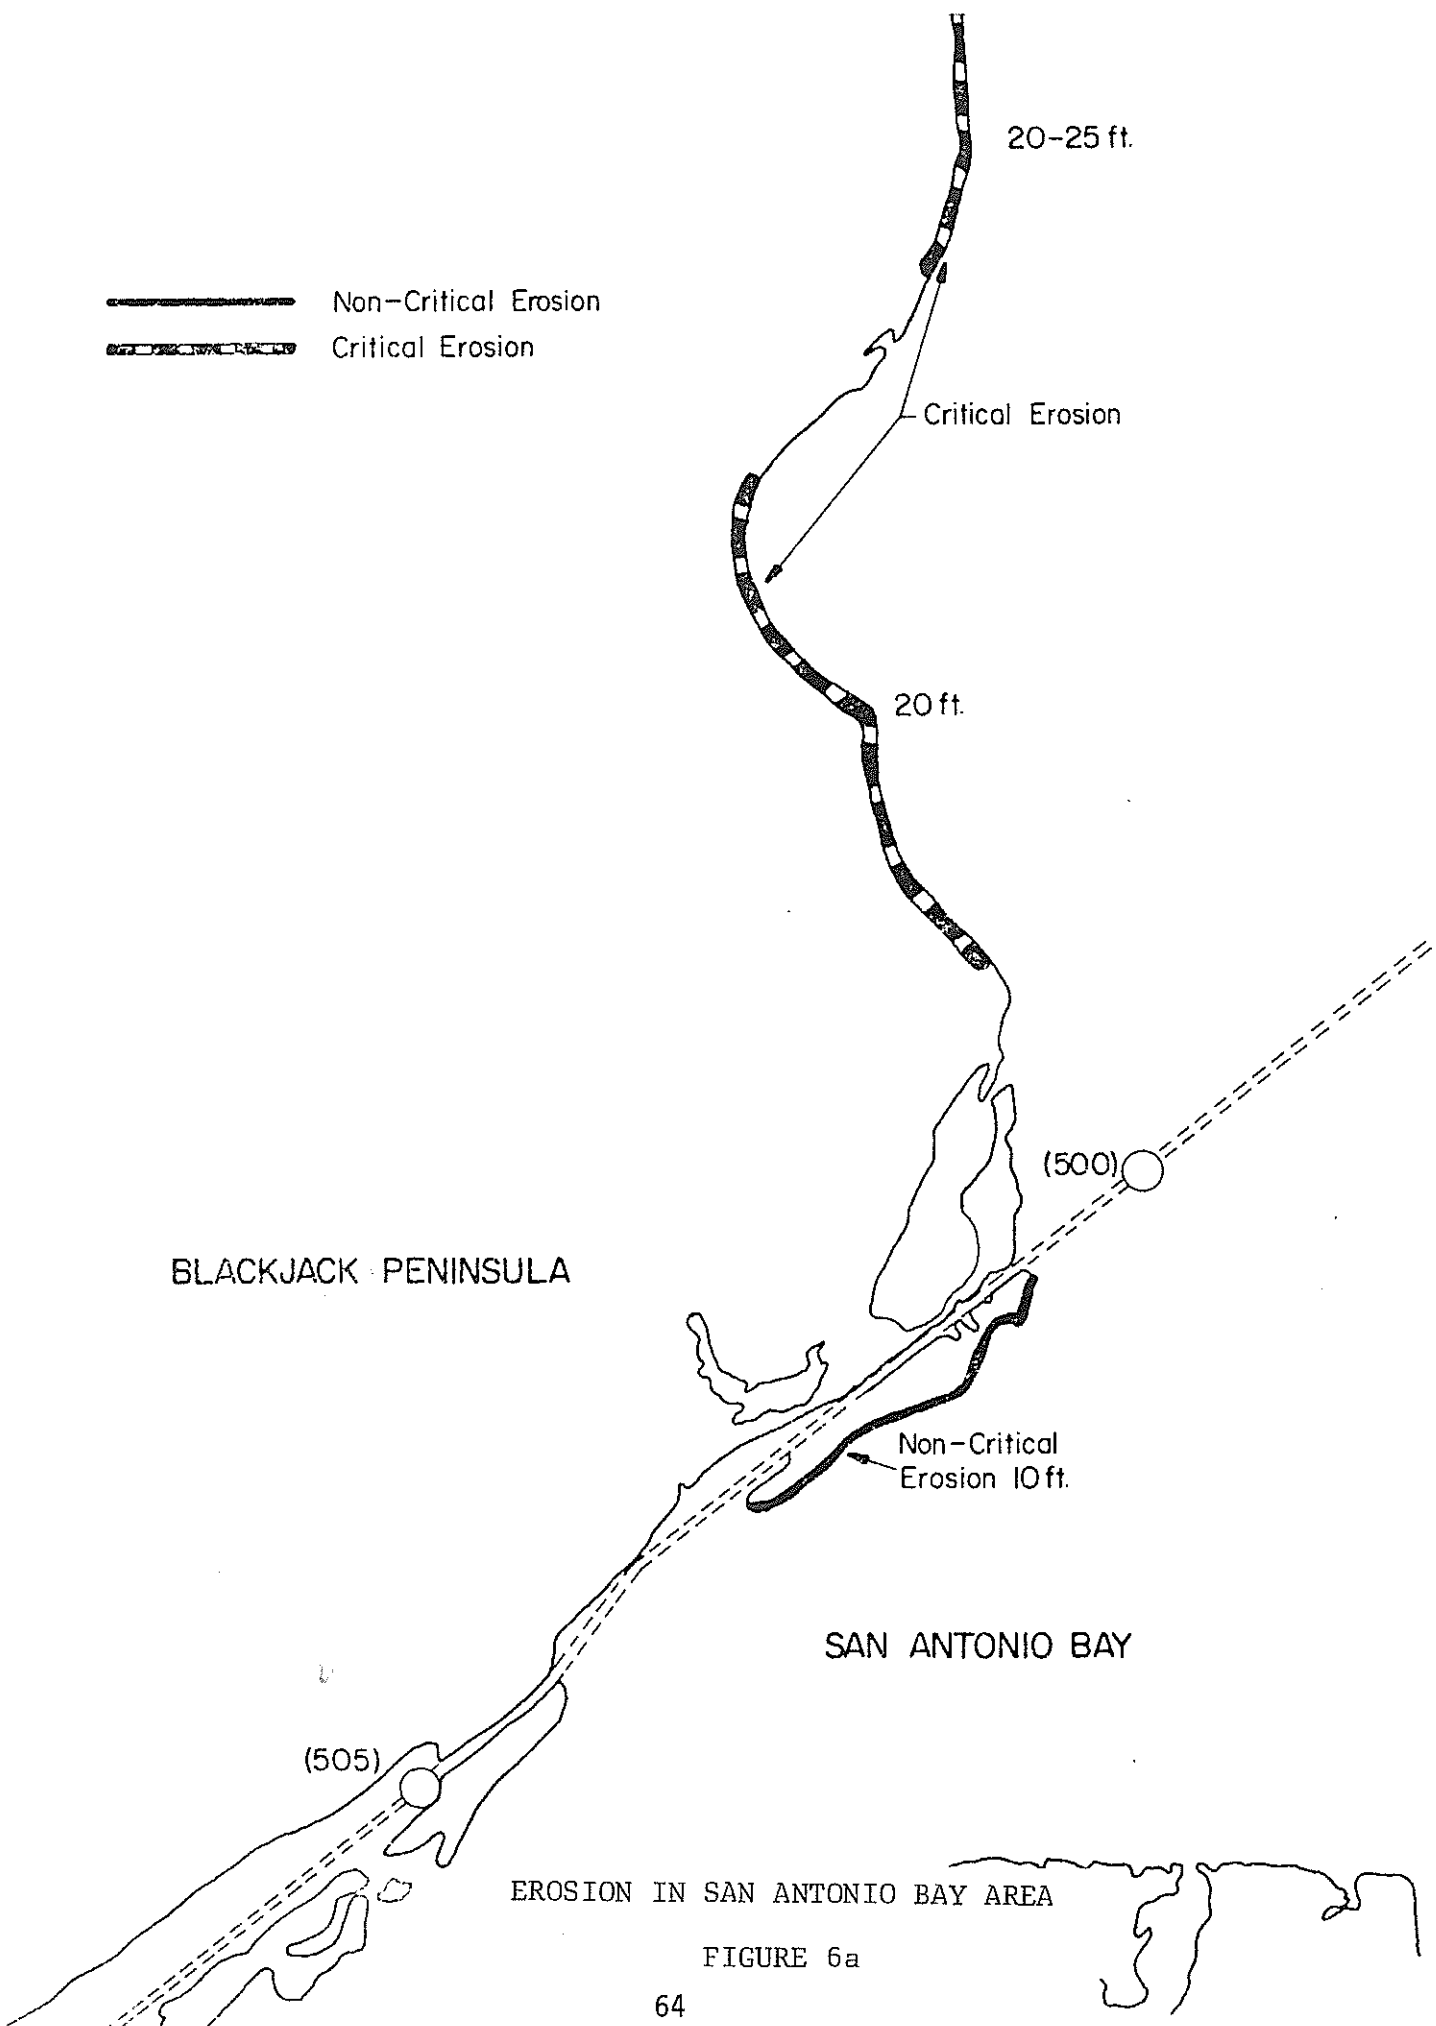 20-25 ft.
Non-Critical Erosion
Critical Erosion
Critical Erosion
20 ft.
(500)
BLACKJACK PENINSULA
Non-Critical
Erosion 10 ft.
SAN ANTONIO BAY
(505)
EROSION IN SAN ANTONIO BAY AREA
FIGURE 6a
64